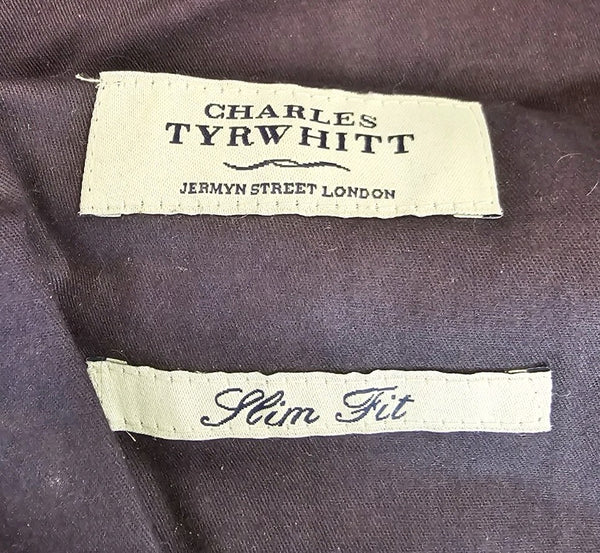 CHARLES
TYRWHITT
JERMYN STREET LONDON
Slim Fit